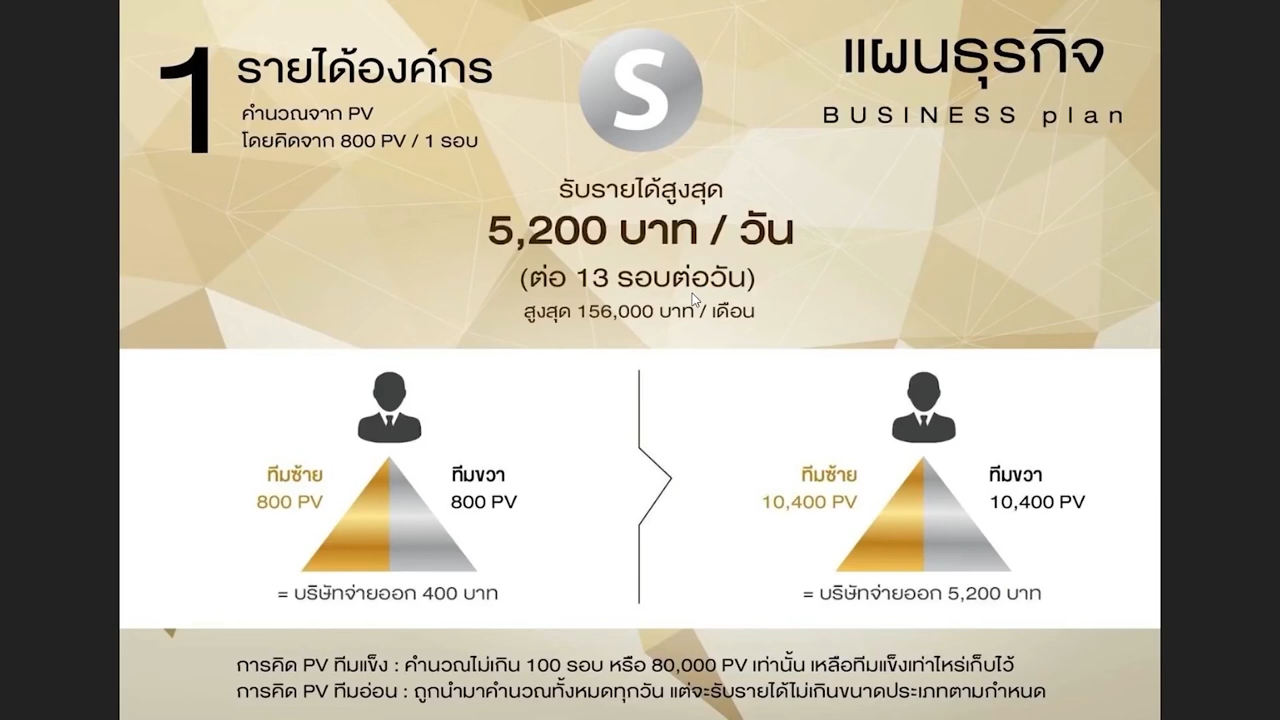 1
รายได้องค์กร
คำนวณจาก PV
โดยคิดจาก 800 PV / 1 รอบ
S
แผนธุรกิจ
BUSINESS plan
รับรายได้สูงสุด
5,200 บาท / วัน
(ต่อ 13 รอบต่อวัน)
สูงสุด 156,000 บาท / เดือน
ทีมซ้าย
800 PV
ทีมขวา
800 PV
= บริษัทจ่ายออก 400 บาท
ทีมซ้าย
10,400 PV
ทีมขวา
10,400 PV
= บริษัทจ่ายออก 5,200 บาท
การคิด PV ทีมแข็ง : คำนวณไม่เกิน 100 รอบ หรือ 80,000 PV เท่านั้น เหลือทีมแข็งเท่าไหร่เก็บไว้
การคิด PV ทีมอ่อน : ถูกนำมาคำนวณทั้งหมดทุกวัน แต่จะรับรายได้ไม่เกินขนาดประเภทตามกำหนด